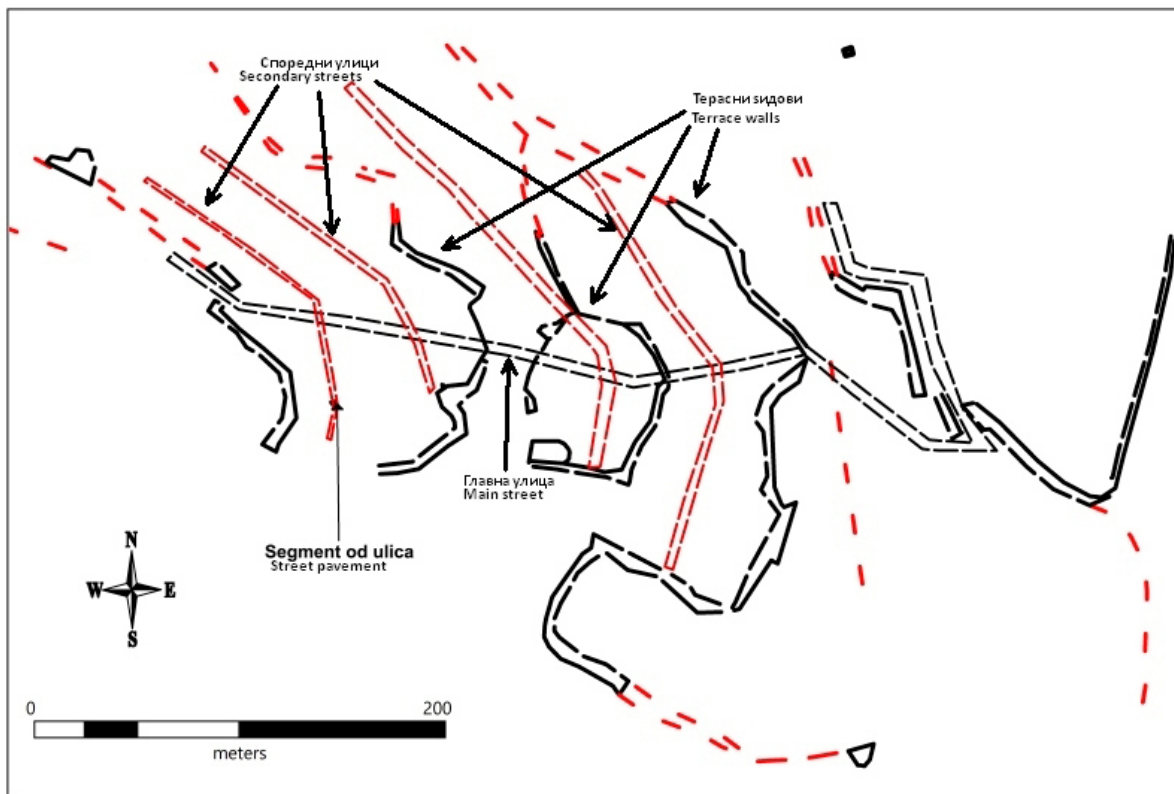 Споредни улици
Secondary streets
Терасни ѕидови
Terrace walls
Главна улица
Main street
Segment od ulica
Street pavement
N
W E
S
0 200
meters